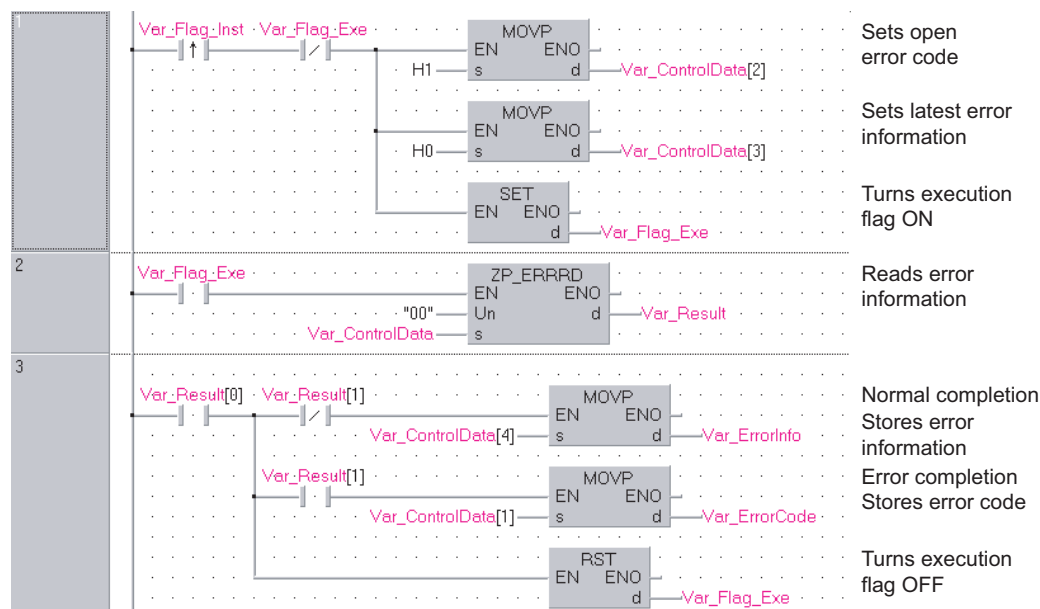 1
Var_Flag_Inst Var_Flag_Exe
MOVP
EN ENO
H1 s d Var_ControlData[2]
Sets open
error code
MOVP
EN ENO
H0 s d Var_ControlData[3]
Sets latest error
information
SET
EN ENO
d Var_Flag_Exe
Turns execution
flag ON
2
Var_Flag_Exe
ZP_ERRRD
EN ENO
"00" Un d Var_Result
Var_ControlData s
Reads error
information
3
Var_Result[0] Var_Result[1]
MOVP
EN ENO
Var_ControlData[4] s d Var_ErrorInfo
Normal completion
Stores error
information
Var_Result[1]
MOVP
EN ENO
Var_ControlData[1] s d Var_ErrorCode
Error completion
Stores error code
RST
EN ENO
d Var_Flag_Exe
Turns execution
flag OFF